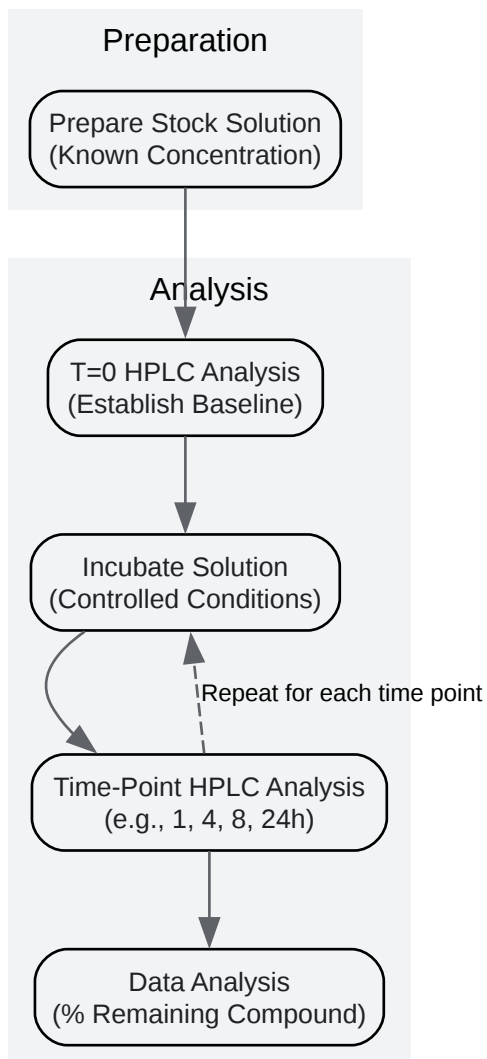 Preparation
Prepare Stock Solution
(Known Concentration)
Analysis
T=0 HPLC Analysis
(Establish Baseline)
Incubate Solution
(Controlled Conditions)
Repeat for each time point
Time-Point HPLC Analysis
(e.g., 1, 4, 8, 24h)
Data Analysis
(% Remaining Compound)